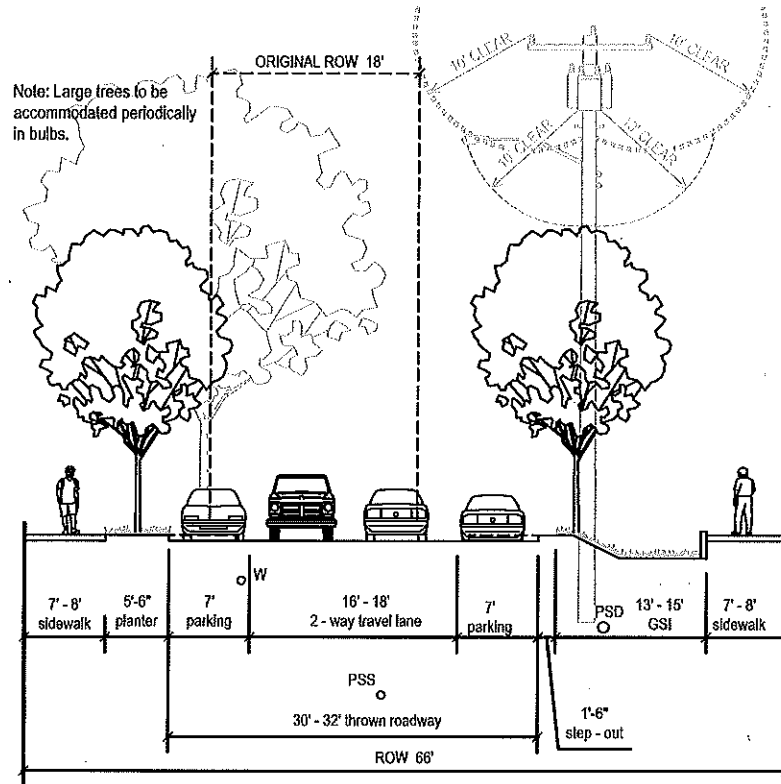 ORIGINAL ROW 18'
10' CLEAR
10' CLEAR
Note: Large trees to be
accommodated periodically
in bulbs.
10' CLEAR
12' CLEAR
W
7' - 8'
sidewalk
5'-6"
planter
7'
parking
16' - 18'
2 - way travel lane
7'
parking
PSD
13' - 15'
GSI
7' - 8'
sidewalk
PSS
30' - 32' thrown roadway
1'-6"
step - out
ROW 66'